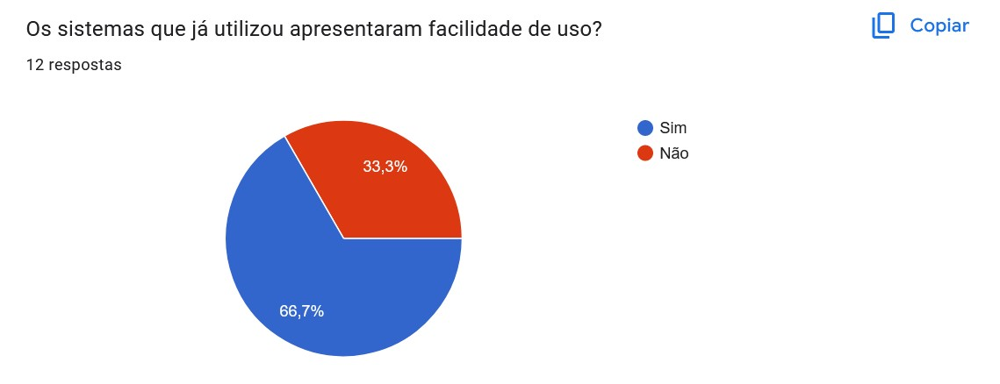 Os sistemas que já utilizou apresentaram facilidade de uso?
Copiar
12 respostas
Sim
Não
33,3%
66,7%